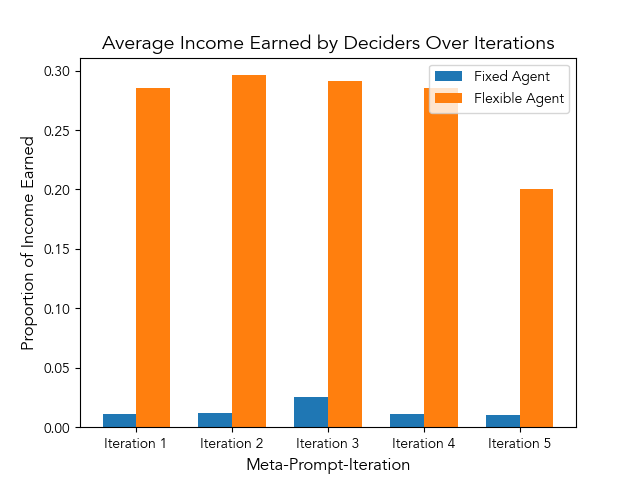 Average Income Earned by Deciders Over Iterations
Fixed Agent
Flexible Agent
Proportion of Income Earned
0.30
0.25
0.20
0.15
0.10
0.05
0.00
Iteration 1
Iteration 2
Iteration 3
Iteration 4
Iteration 5
Meta-Prompt-Iteration